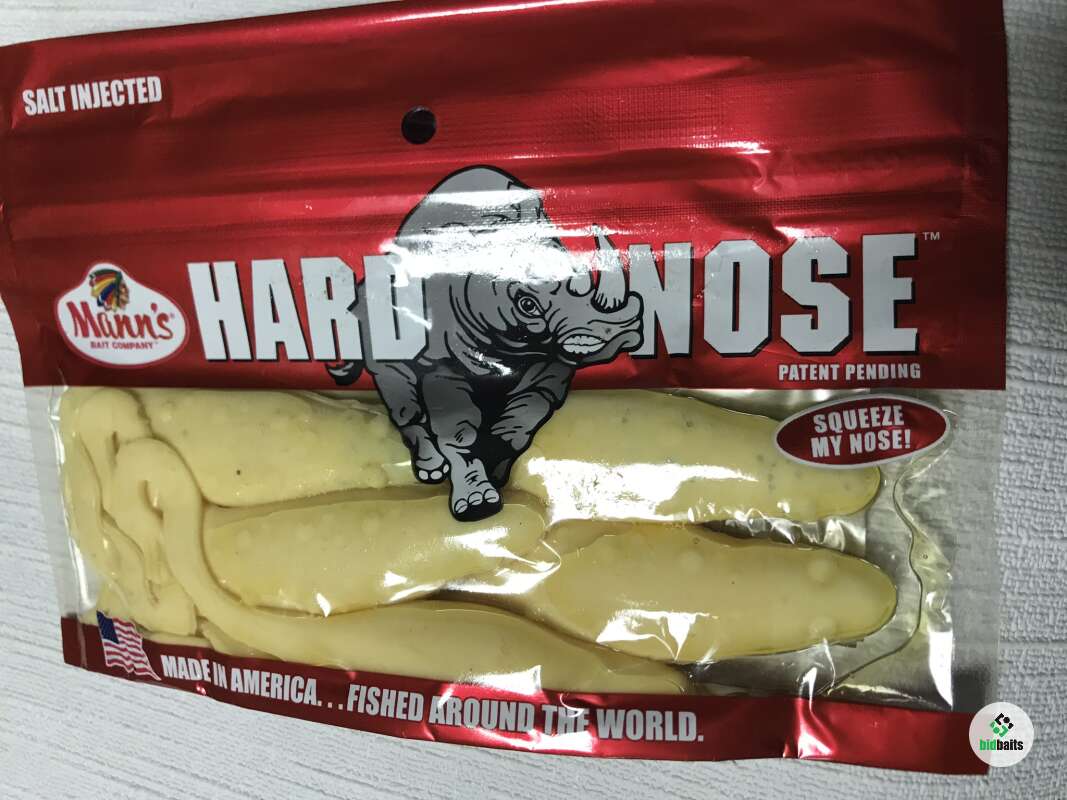 SALT INJECTED
Mann's®
BAIT COMPANY
HARD NOSE™
PATENT PENDING
SQUEEZE
MY NOSE!
MADE IN AMERICA...FISHED AROUND THE WORLD.
bidbaits